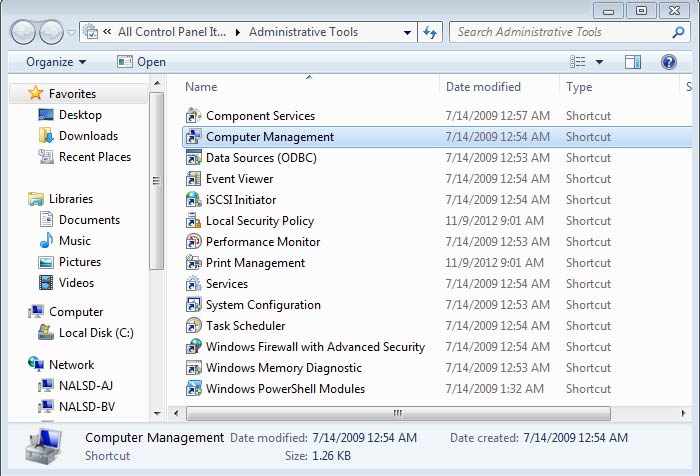 All Control Panel It... Administrative Tools Search Administrative Tools
Organize Open
Name Date modified Type S
Favorites
Desktop
Downloads
Recent Places
Libraries
Documents
Music
Pictures
Videos
Computer
Local Disk (C:)
Network
NALSD-AJ
NALSD-BV
Component Services 7/14/2009 12:57 AM Shortcut
Computer Management 7/14/2009 12:54 AM Shortcut
Data Sources (ODBC) 7/14/2009 12:53 AM Shortcut
Event Viewer 7/14/2009 12:54 AM Shortcut
iSCSI Initiator 7/14/2009 12:54 AM Shortcut
Local Security Policy 11/9/2012 9:01 AM Shortcut
Performance Monitor 7/14/2009 12:53 AM Shortcut
Print Management 11/9/2012 9:01 AM Shortcut
Services 7/14/2009 12:54 AM Shortcut
System Configuration 7/14/2009 12:53 AM Shortcut
Task Scheduler 7/14/2009 12:54 AM Shortcut
Windows Firewall with Advanced Security 7/14/2009 12:54 AM Shortcut
Windows Memory Diagnostic 7/14/2009 12:53 AM Shortcut
Windows PowerShell Modules 7/14/2009 1:32 AM Shortcut
Computer Management Date modified: 7/14/2009 12:54 AM Date created: 7/14/2009 12:54 AM
Shortcut Size: 1.26 KB